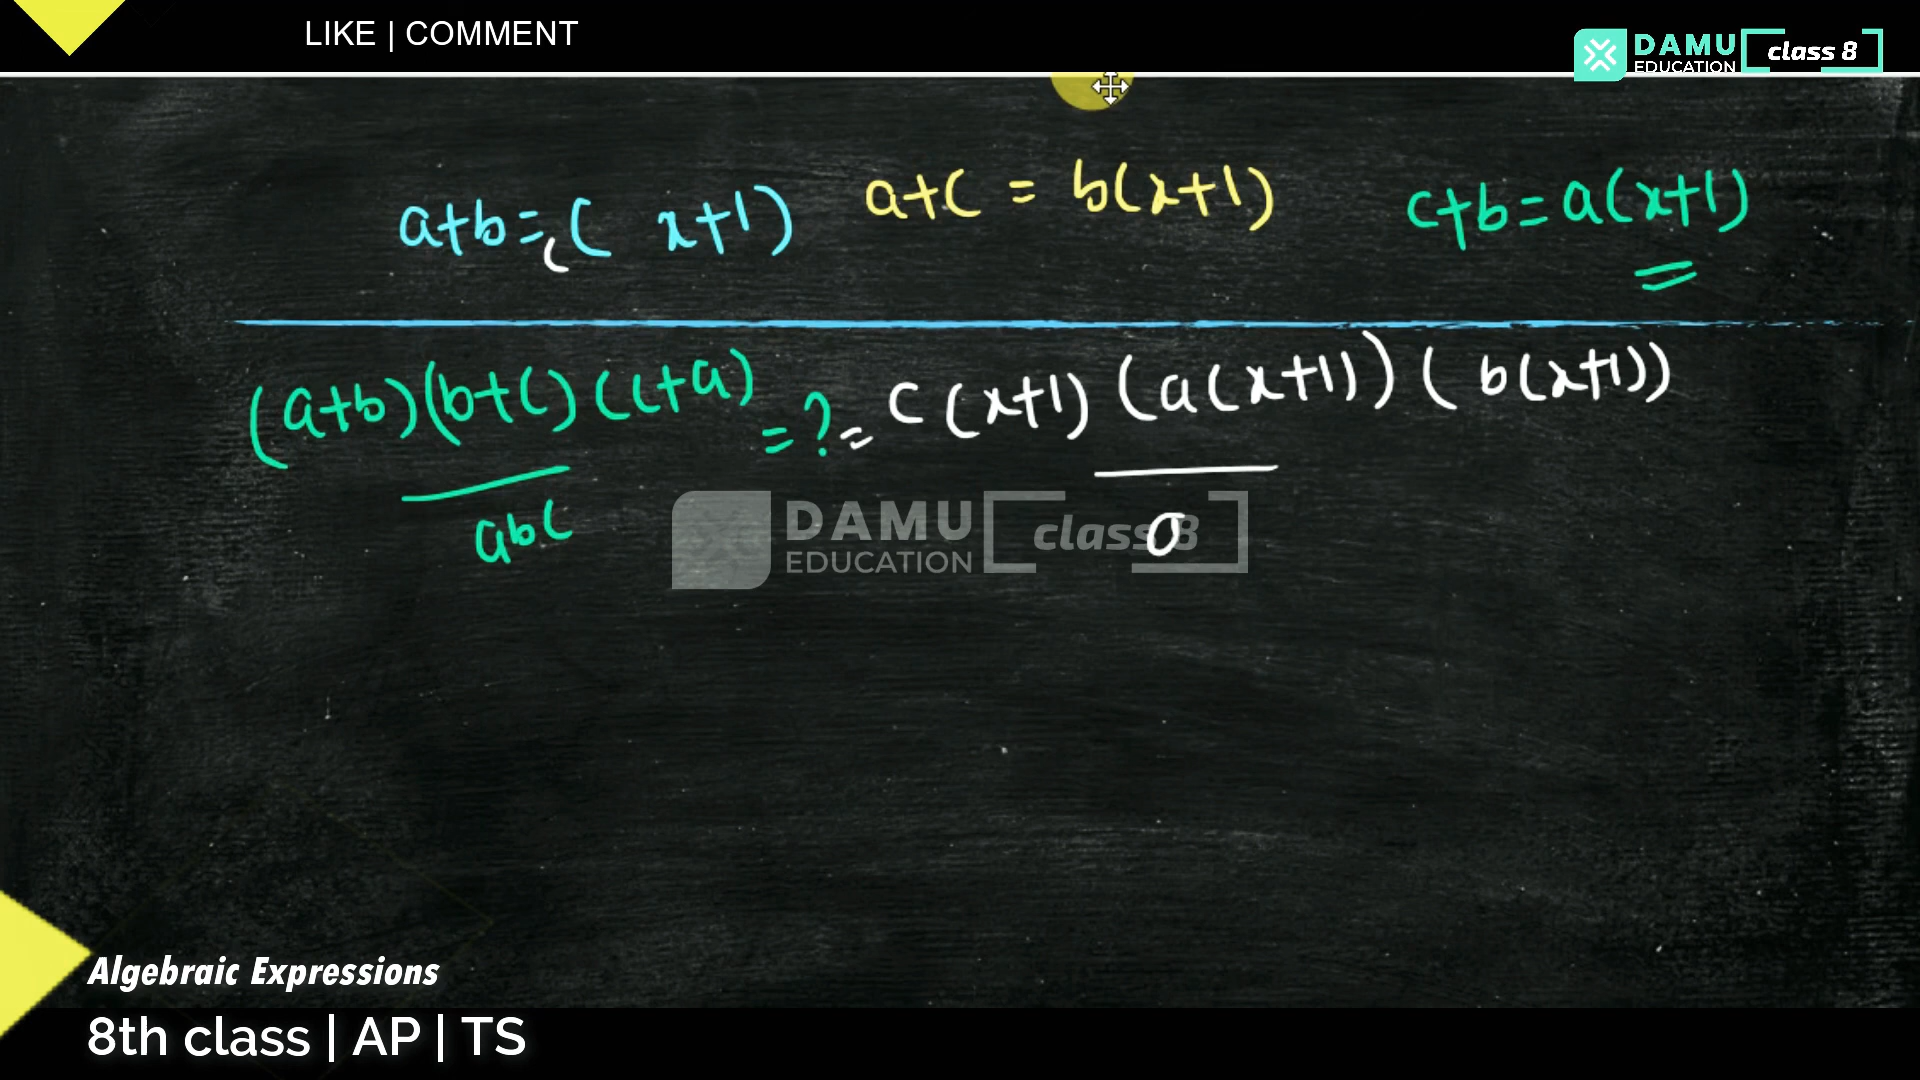 LIKE | COMMENT
DAMU EDUCATION class 8
a+b=(( x+1) a+c = b(x+1) c+b=a(x+1)
(a+b)(b+c)(c+a) =?= c(x+1)(a(x+1))(b(x+1))
abc
DAMU EDUCATION class 8
Algebraic Expressions
8th class | AP | TS